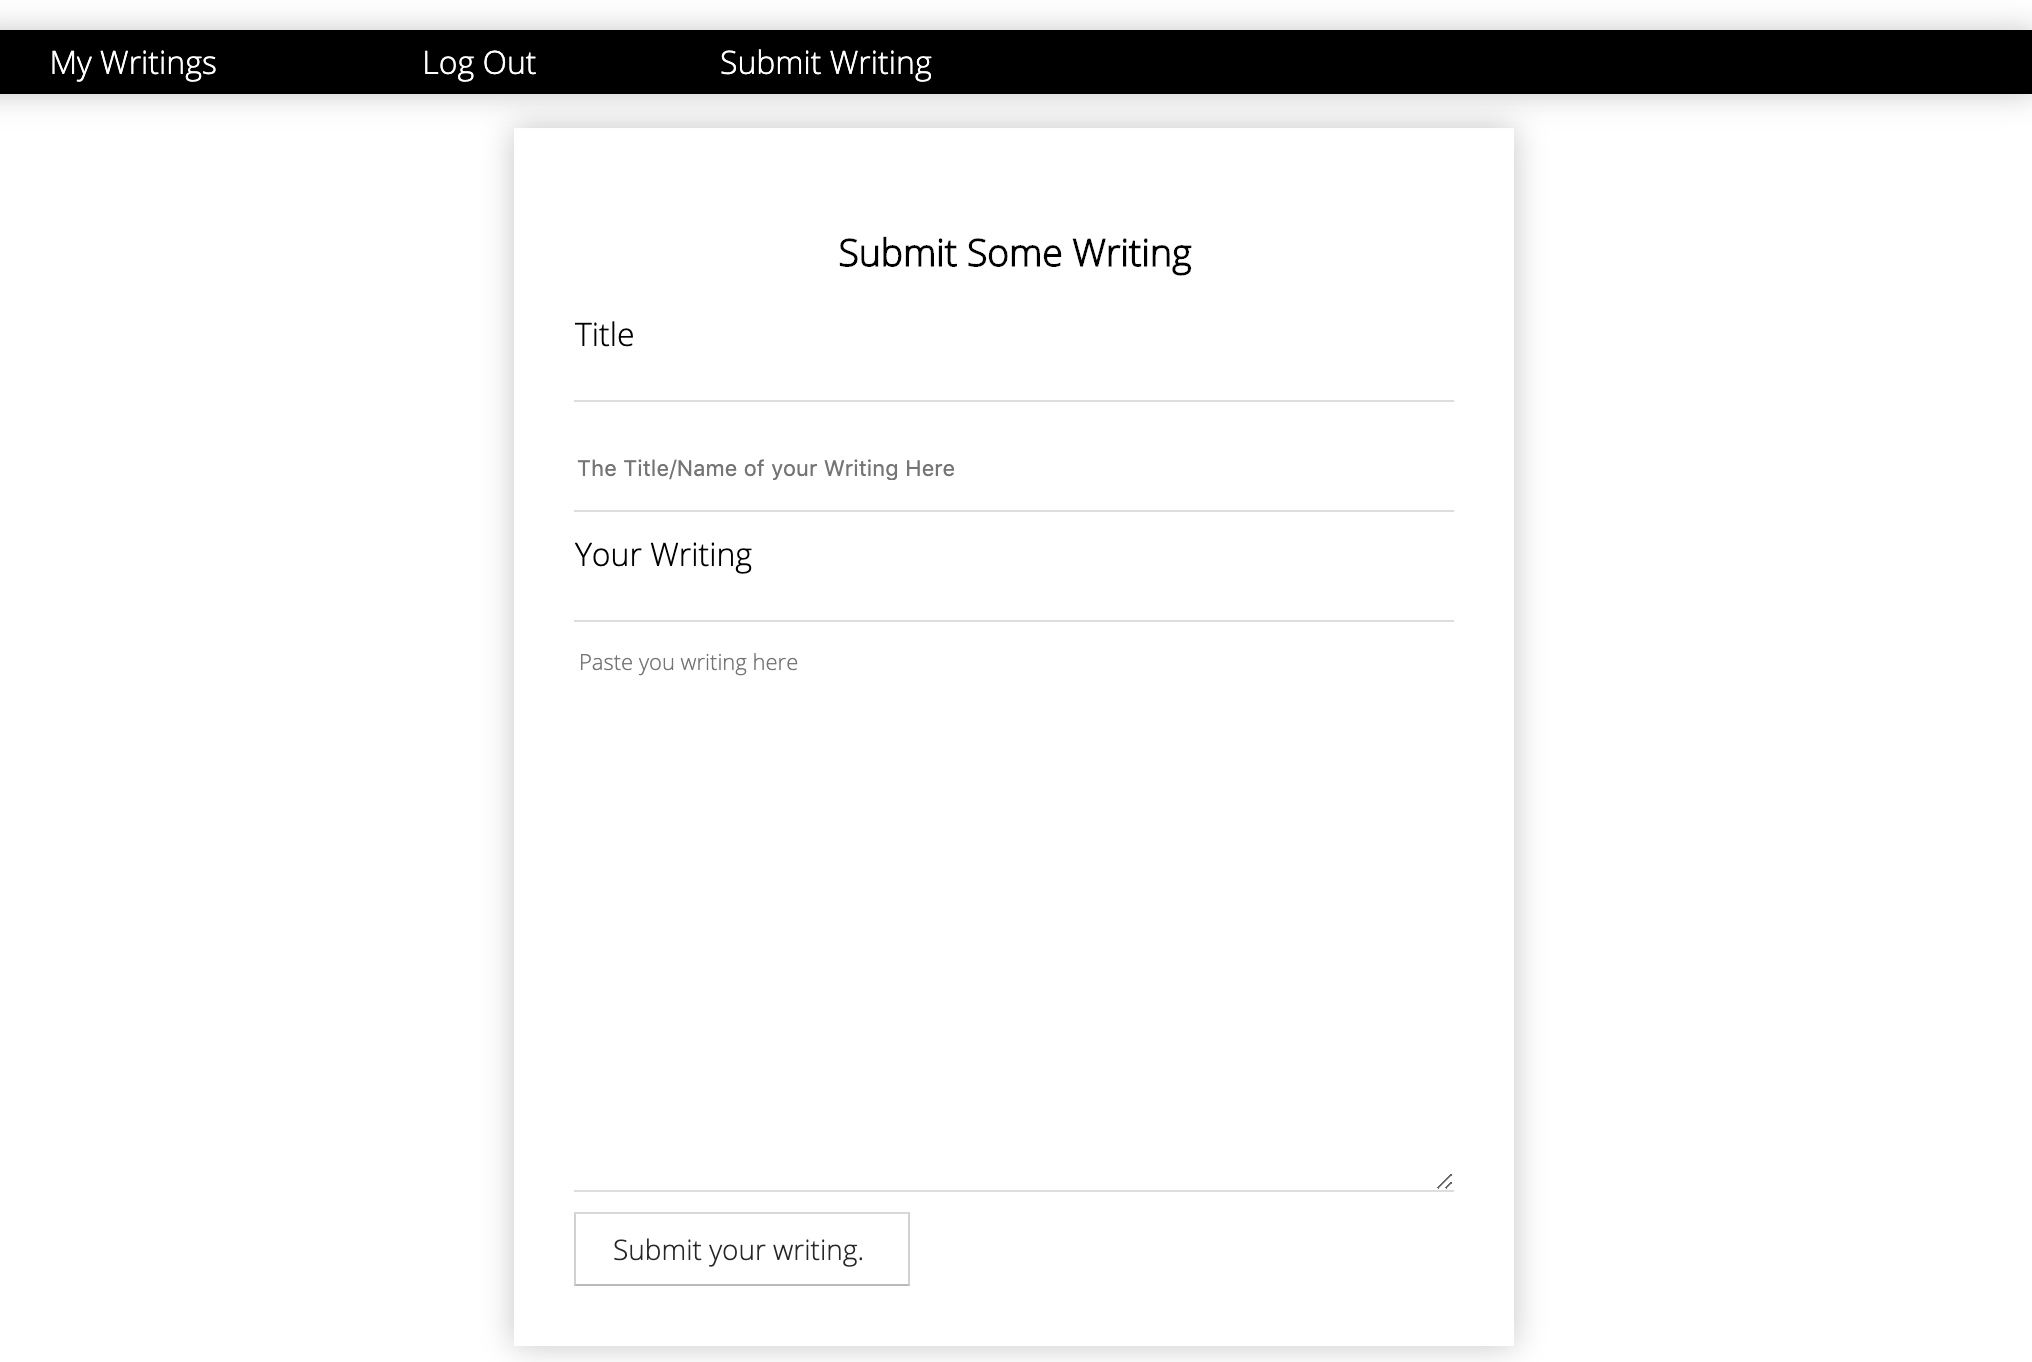 My Writings Log Out Submit Writing
Submit Some Writing
Title
The Title/Name of your Writing Here
Your Writing
Paste you writing here
Submit your writing.